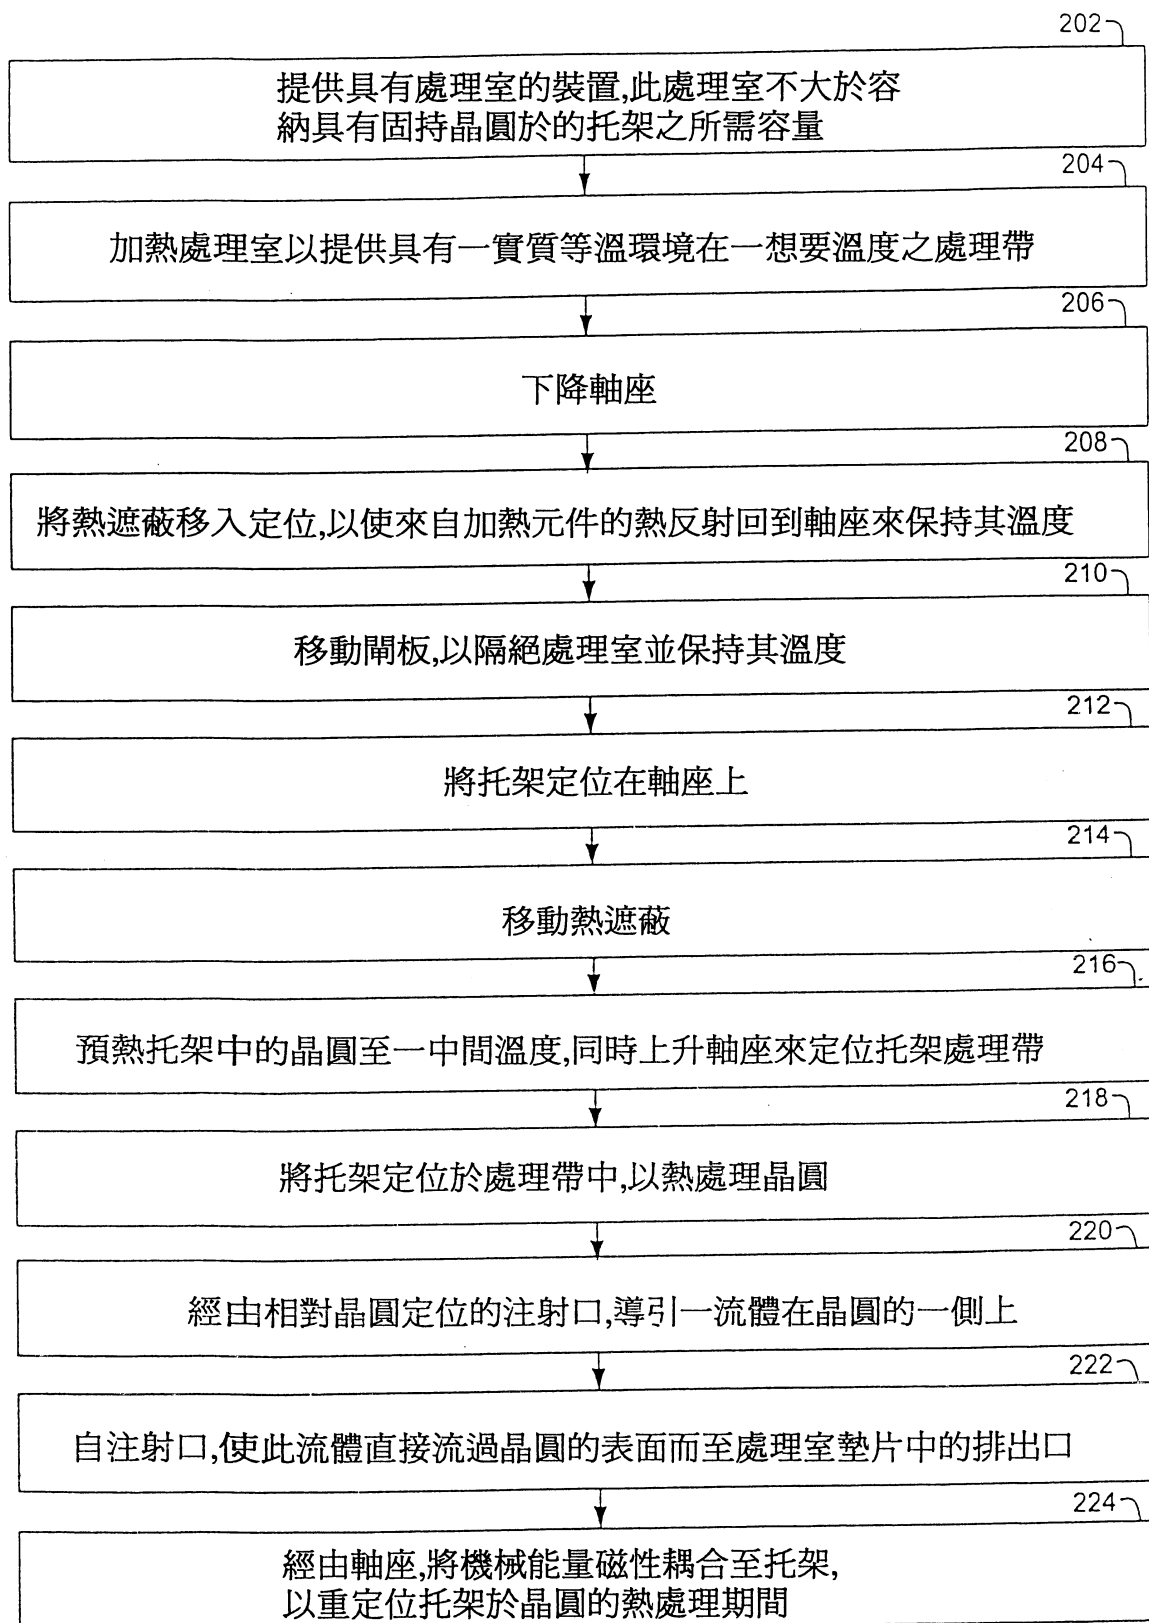 202
提供具有處理室的裝置,此處理室不大於容
納具有固持晶圓於的托架之所需容量
204
加熱處理室以提供具有一實質等溫環境在一想要溫度之處理帶
206
下降軸座
208
將熱遮蔽移入定位,以使來自加熱元件的熱反射回到軸座來保持其溫度
210
移動閘板,以隔絕處理室並保持其溫度
212
將托架定位在軸座上
214
移動熱遮蔽
216
預熱托架中的晶圓至一中間溫度,同時上升軸座來定位托架處理帶
218
將托架定位於處理帶中,以熱處理晶圓
220
經由相對晶圓定位的注射口,導引一流體在晶圓的一側上
222
自注射口,使此流體直接流過晶圓的表面而至處理室墊片中的排出口
224
經由軸座,將機械能量磁性耦合至托架,
以重定位托架於晶圓的熱處理期間